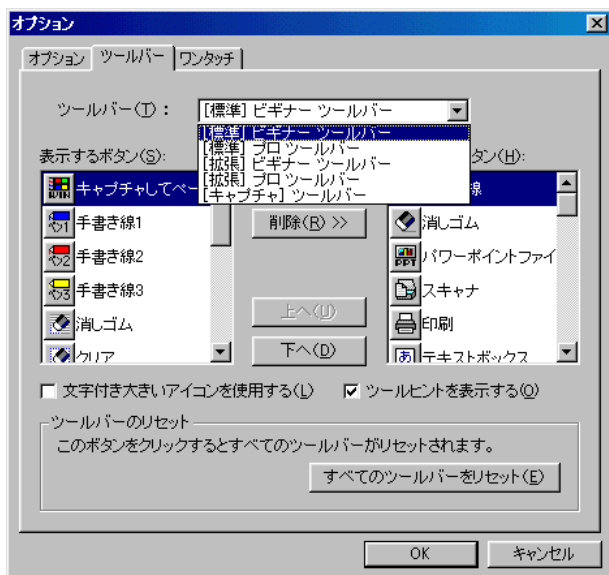 オプション
オプション ツールバー ワンタッチ
ツールバー(T)： [標準] ビギナー ツールバー
[標準] ビギナー ツールバー
[標準] プロ ツールバー
[拡張] ビギナー ツールバー
[拡張] プロ ツールバー
[キャプチャ] ツールバー
表示するボタン(S):
タン(H):
キャプチャしてペー
手書き線1
手書き線2
手書き線3
消しゴム
クリア
削除(R) >>
上へ(U)
下へ(D)
線
消しゴム
パワーポイントファイ
スキャナ
印刷
テキストボックス
文字付き大きいアイコンを使用する(L) ツールヒントを表示する(O)
ツールバーのリセット
このボタンをクリックするとすべてのツールバーがリセットされます。
すべてのツールバーをリセット(E)
OK キャンセル